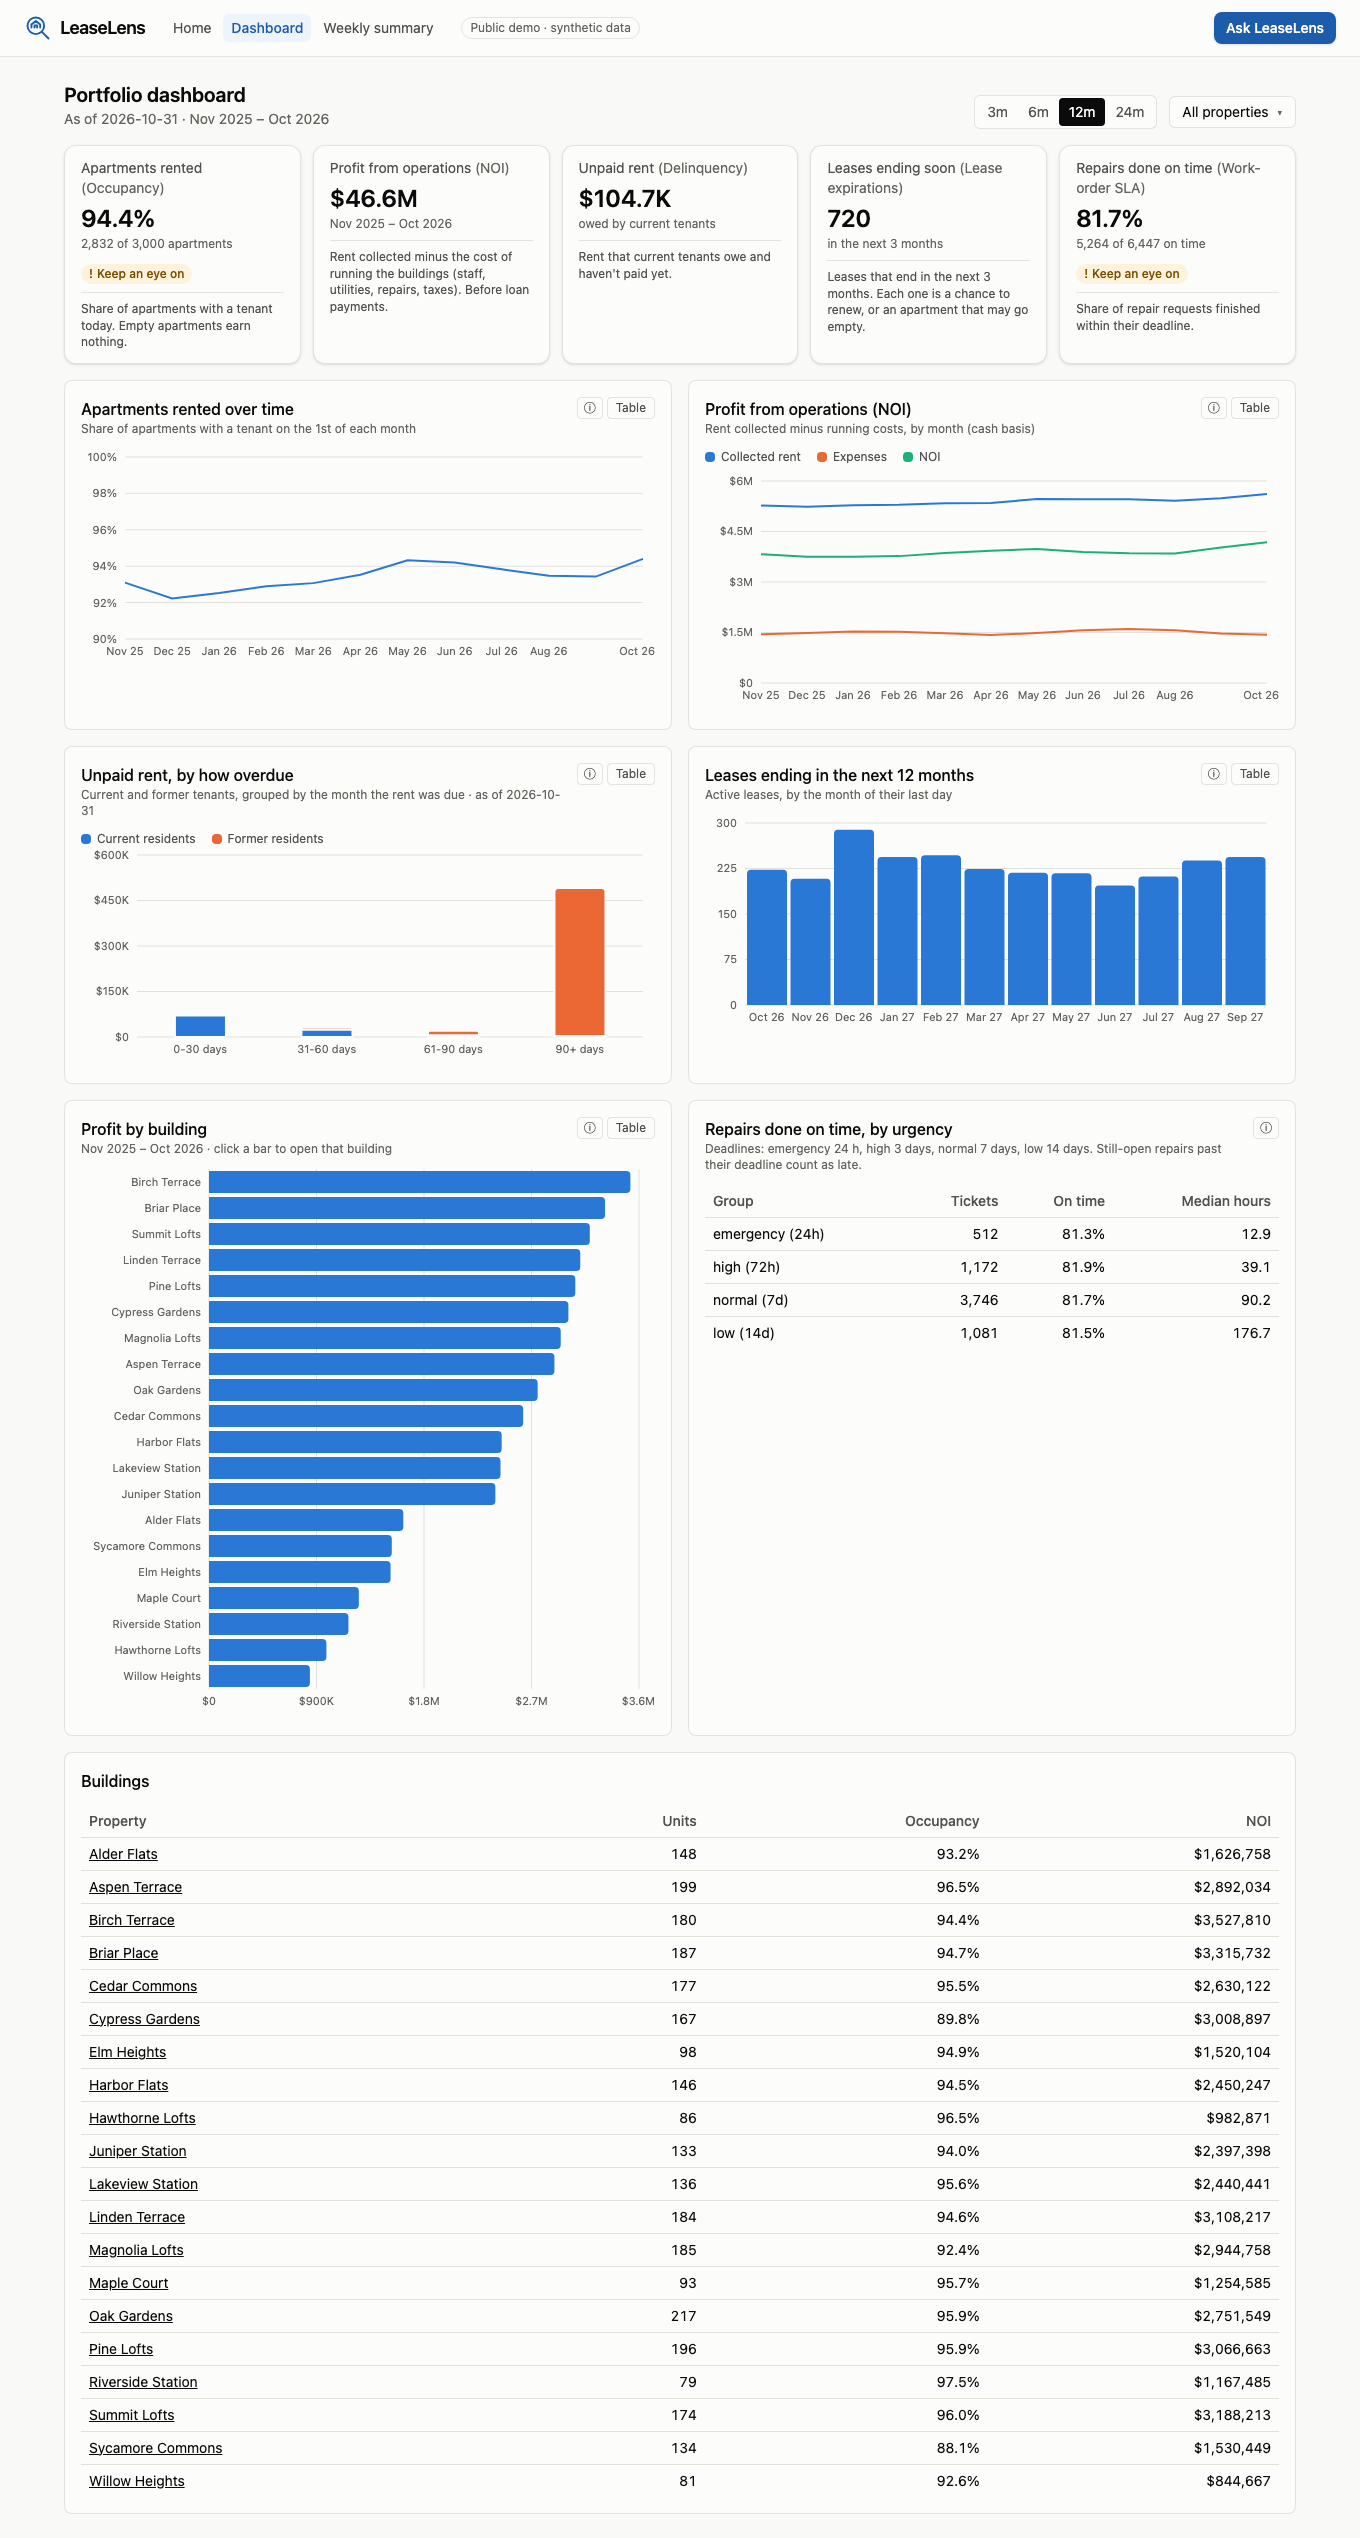 LeaseLens
Home
Dashboard
Weekly summary
Public demo · synthetic data
Ask LeaseLens
Portfolio dashboard
As of 2026-10-31 · Nov 2025 – Oct 2026
3m 6m 12m 24m
All properties
Apartments rented
(Occupancy)
94.4%
2,832 of 3,000 apartments
! Keep an eye on
Share of apartments with a tenant
today. Empty apartments earn
nothing.
Profit from operations (NOI)
$46.6M
Nov 2025 – Oct 2026
Rent collected minus the cost of
running the buildings (staff,
utilities, repairs, taxes). Before loan
payments.
Unpaid rent (Delinquency)
$104.7K
owed by current tenants
Rent that current tenants owe and
haven't paid yet.
Leases ending soon (Lease
expirations)
720
in the next 3 months
Leases that end in the next 3
months. Each one is a chance to
renew, or an apartment that may go
empty.
Repairs done on time (Work-
order SLA)
81.7%
5,264 of 6,447 on time
! Keep an eye on
Share of repair requests finished
within their deadline.
Apartments rented over time
Share of apartments with a tenant on the 1st of each month
ⓘ Table
100%
98%
96%
94%
92%
90%
Nov 25 Dec 25 Jan 26 Feb 26 Mar 26 Apr 26 May 26 Jun 26 Jul 26 Aug 26 Oct 26
Profit from operations (NOI)
Rent collected minus running costs, by month (cash basis)
ⓘ Table
Collected rent Expenses NOI
$6M
$4.5M
$3M
$1.5M
$0
Nov 25 Dec 25 Jan 26 Feb 26 Mar 26 Apr 26 May 26 Jun 26 Jul 26 Aug 26 Oct 26
Unpaid rent, by how overdue
Current and former tenants, grouped by the month the rent was due · as of 2026-10-
31
ⓘ Table
Current residents Former residents
$600K
$450K
$300K
$150K
$0
0-30 days 31-60 days 61-90 days 90+ days
Leases ending in the next 12 months
Active leases, by the month of their last day
ⓘ Table
300
225
150
75
0
Oct 26 Nov 26 Dec 26 Jan 27 Feb 27 Mar 27 Apr 27 May 27 Jun 27 Jul 27 Aug 27 Sep 27
Profit by building
Nov 2025 – Oct 2026 · click a bar to open that building
ⓘ Table
Birch Terrace
Briar Place
Summit Lofts
Linden Terrace
Pine Lofts
Cypress Gardens
Magnolia Lofts
Aspen Terrace
Oak Gardens
Cedar Commons
Harbor Flats
Lakeview Station
Juniper Station
Alder Flats
Sycamore Commons
Elm Heights
Maple Court
Riverside Station
Hawthorne Lofts
Willow Heights
$0 $900K $1.8M $2.7M $3.6M
Repairs done on time, by urgency
Deadlines: emergency 24 h, high 3 days, normal 7 days, low 14 days. Still-open repairs past
their deadline count as late.
ⓘ
Group Tickets On time Median hours
emergency (24h) 512 81.3% 12.9
high (72h) 1,172 81.9% 39.1
normal (7d) 3,746 81.7% 90.2
low (14d) 1,081 81.5% 176.7
Buildings
Property Units Occupancy NOI
Alder Flats 148 93.2% $1,626,758
Aspen Terrace 199 96.5% $2,892,034
Birch Terrace 180 94.4% $3,527,810
Briar Place 187 94.7% $3,315,732
Cedar Commons 177 95.5% $2,630,122
Cypress Gardens 167 89.8% $3,008,897
Elm Heights 98 94.9% $1,520,104
Harbor Flats 146 94.5% $2,450,247
Hawthorne Lofts 86 96.5% $982,871
Juniper Station 133 94.0% $2,397,398
Lakeview Station 136 95.6% $2,440,441
Linden Terrace 184 94.6% $3,108,217
Magnolia Lofts 185 92.4% $2,944,758
Maple Court 93 95.7% $1,254,585
Oak Gardens 217 95.9% $2,751,549
Pine Lofts 196 95.9% $3,066,663
Riverside Station 79 97.5% $1,167,485
Summit Lofts 174 96.0% $3,188,213
Sycamore Commons 134 88.1% $1,530,449
Willow Heights 81 92.6% $844,667